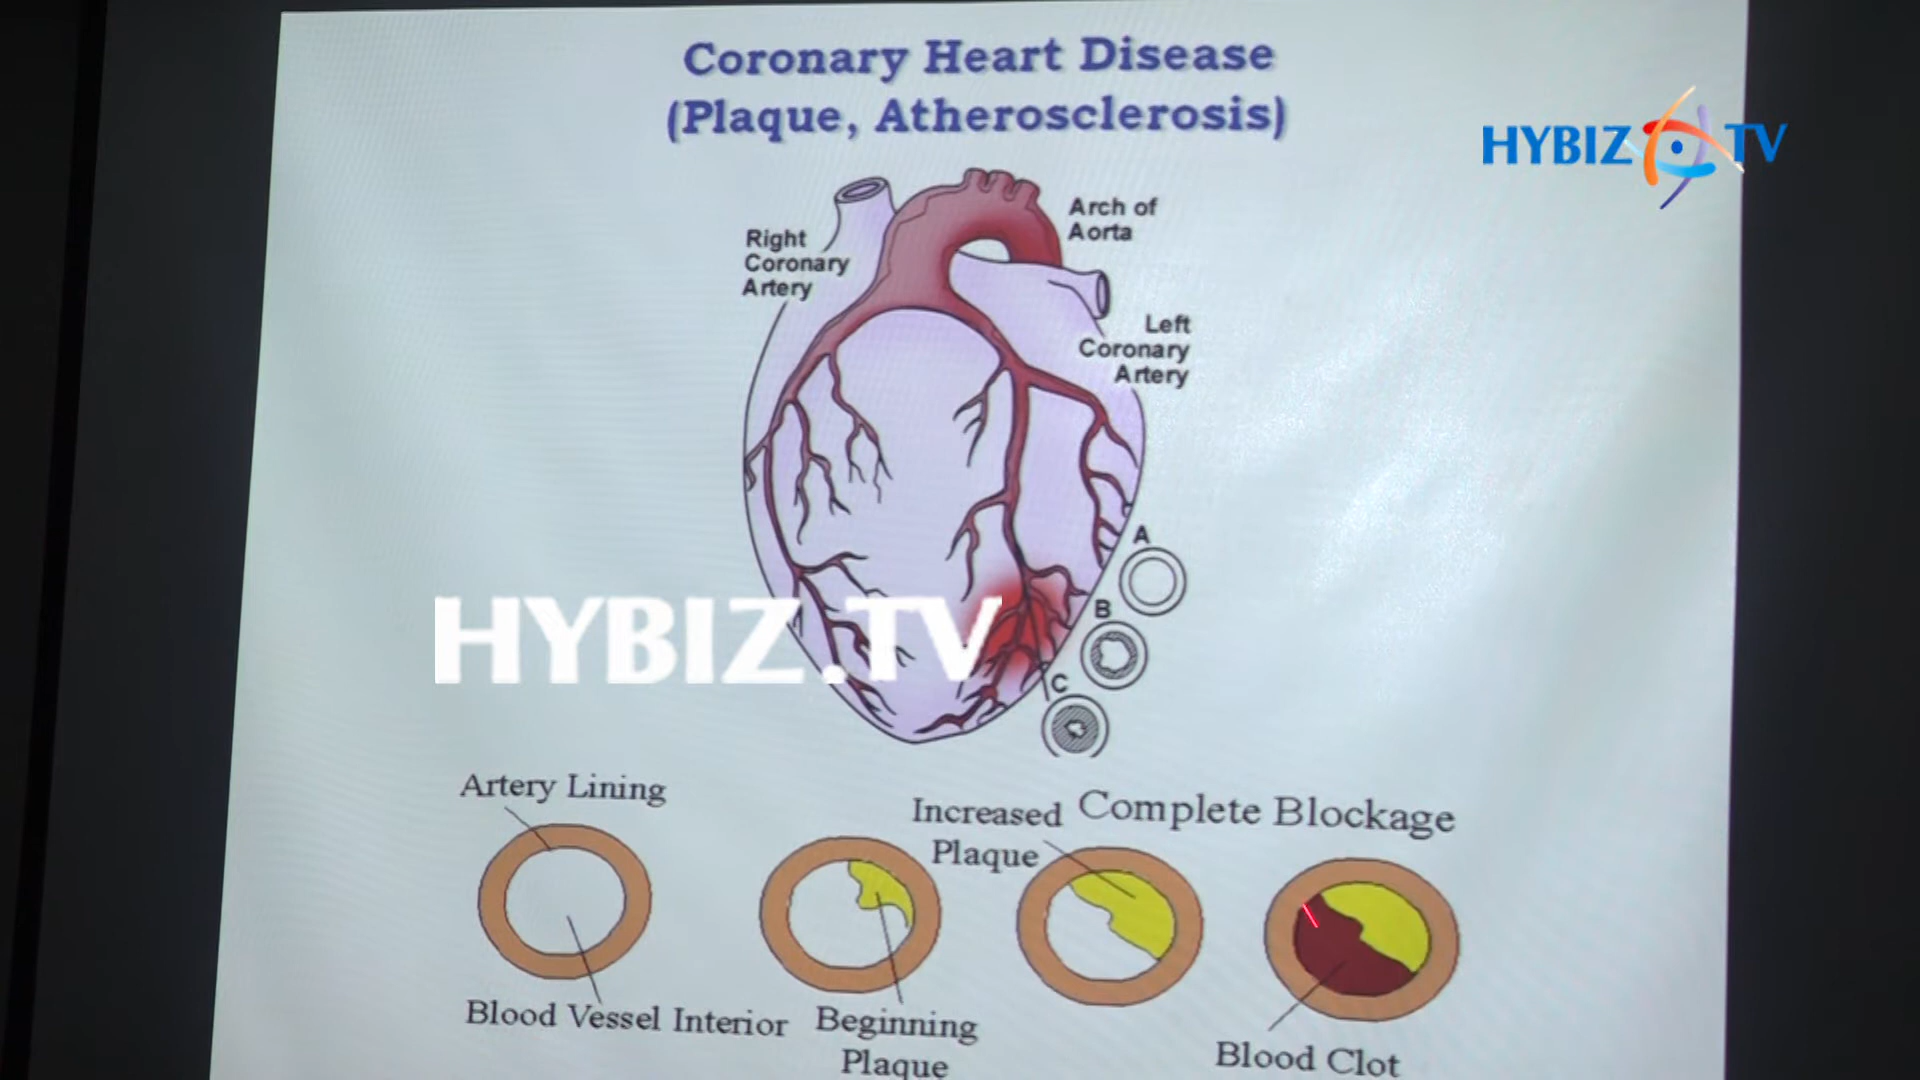 Coronary Heart Disease
(Plaque, Atherosclerosis)
HYBIZ TV
Arch of
Aorta
Right
Coronary
Artery
Left
Coronary
Artery
A
B
C
HYBIZ.TV
Artery Lining
Increased
Plaque
Complete Blockage
Blood Vessel Interior
Beginning
Plaque
Blood Clot